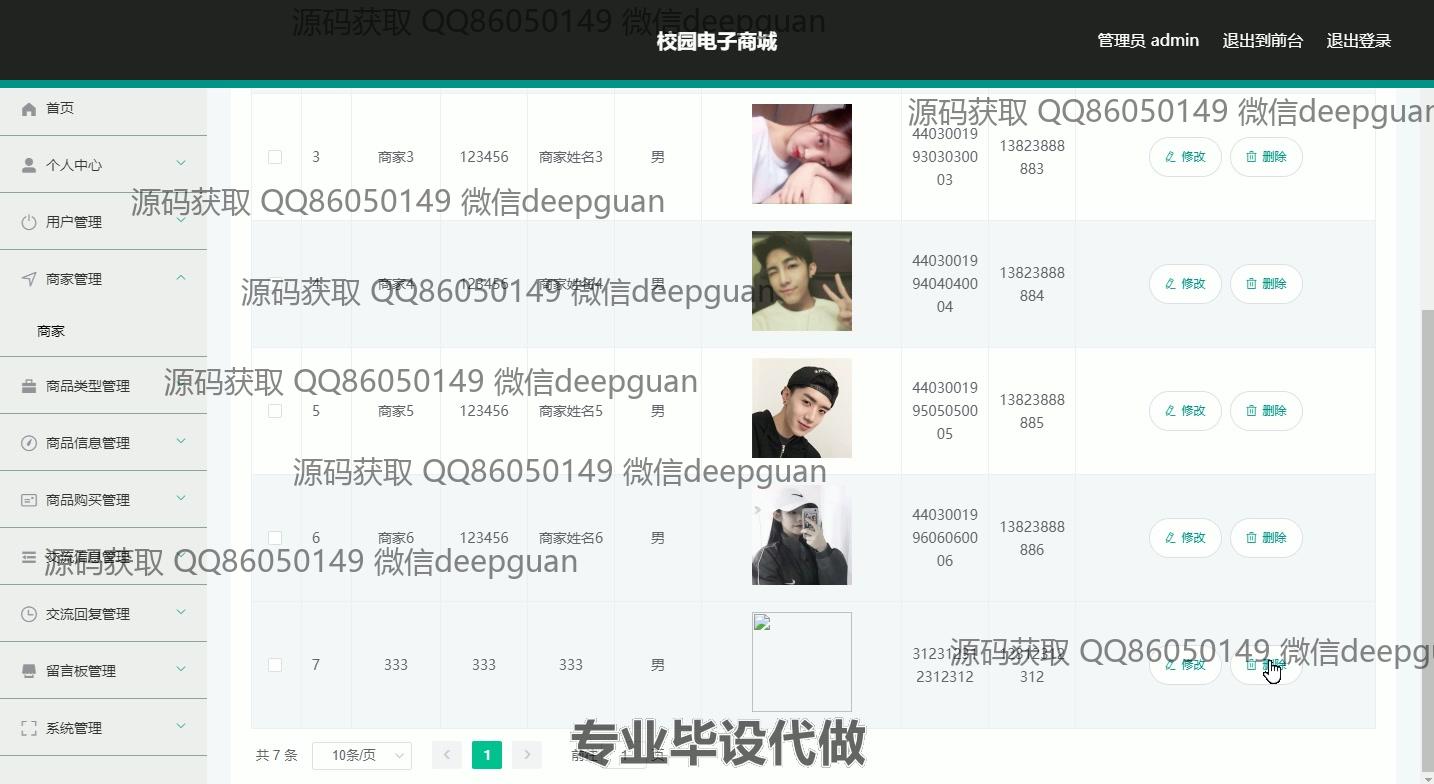 源码获取 QQ86050149 微信deepguan
校园电子商城
管理员 admin 退出到前台 退出登录
源码获取 QQ86050149 微信deepguan
首页
个人中心
用户管理
商家管理
商家
商品类型管理
商品信息管理
商品购买管理
交流信息管理
交流回复管理
留言板管理
系统管理
3 商家3 123456 商家姓名3 男 44030019930303003 13823888883 修改 删除
源码获取 QQ86050149 微信deepguan
4 商家4 123456 商家姓名4 男 44030019940404004 13823888884 修改 删除
源码获取 QQ86050149 微信deepguan
源码获取 QQ86050149 微信deepguan
5 商家5 123456 商家姓名5 男 44030019950505005 13823888885 修改 删除
源码获取 QQ86050149 微信deepguan
6 商家6 123456 商家姓名6 男 44030019960606006 13823888886 修改 删除
源码获取 QQ86050149 微信deepguan
源码获取 QQ86050149 微信deepg
7 333 333 333 男 修改 删除
专业毕设代做
共 7 条 10条/页 1 前往 1 页